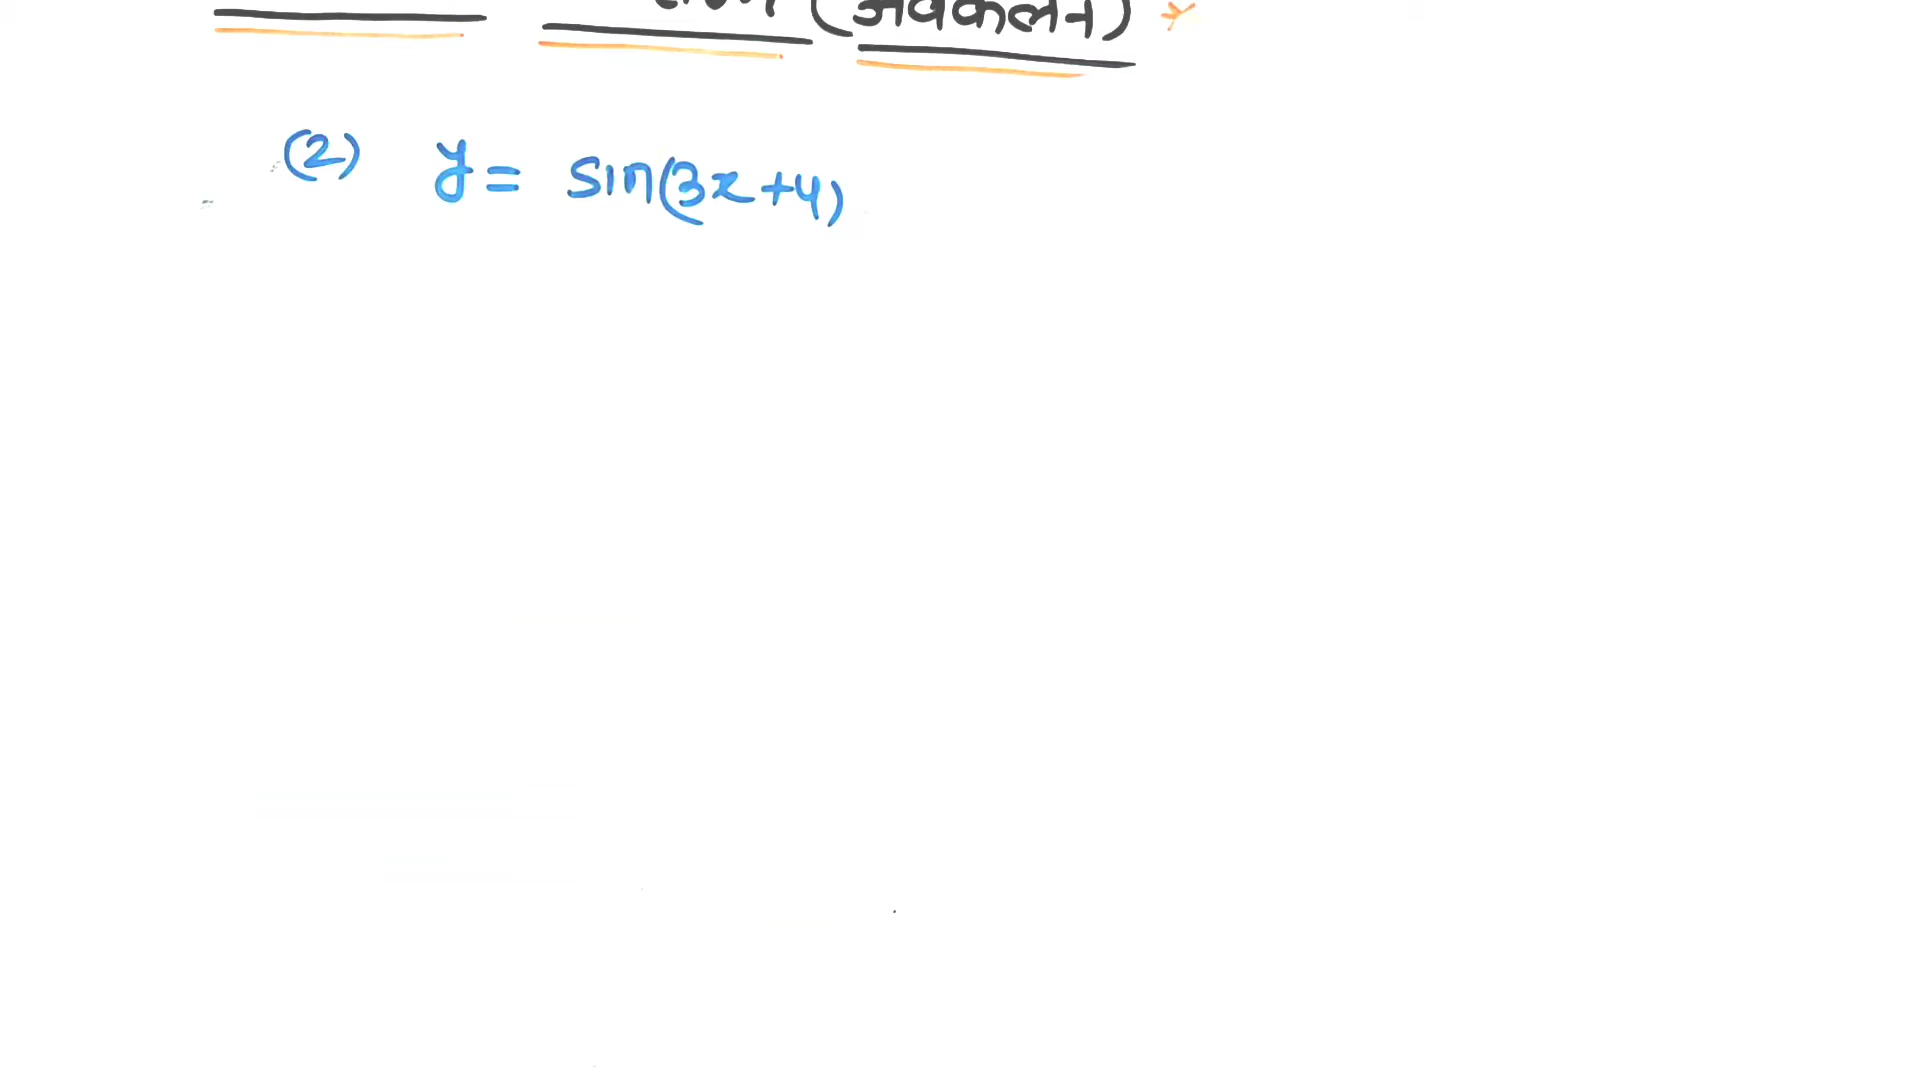 (अवकलन)
(2) y = sin(3x+4)